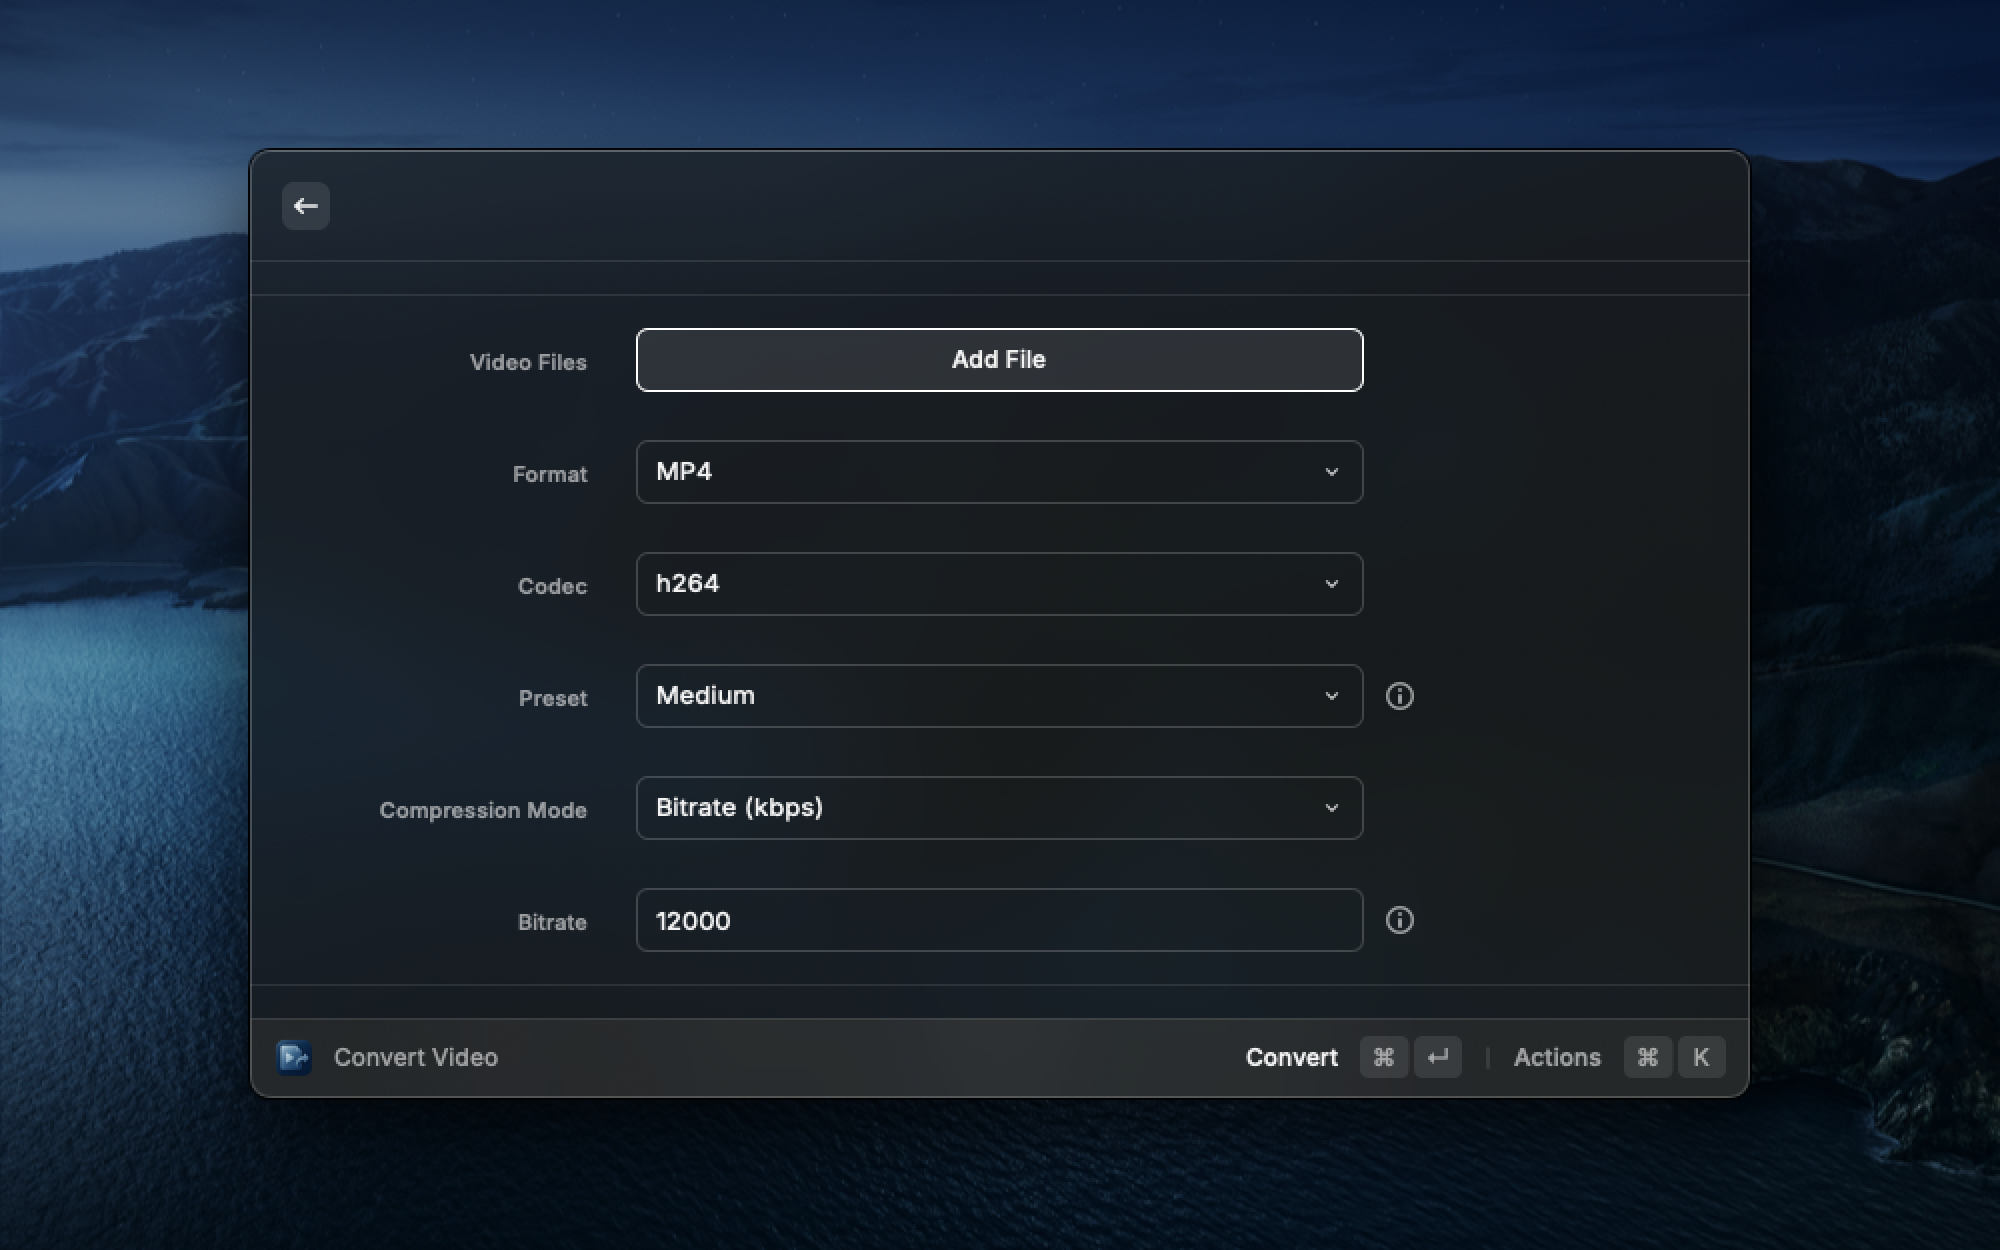 Video Files
Add File
Format
MP4
Codec
h264
Preset
Medium
Compression Mode
Bitrate (kbps)
Bitrate
12000
Convert Video
Convert ⌘ ↵ | Actions ⌘ K